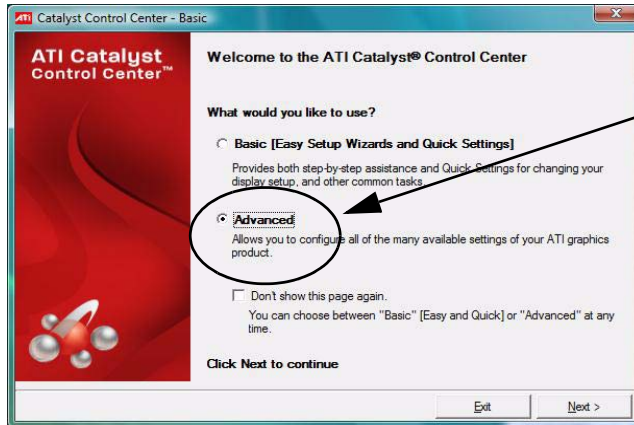 ATI Catalyst Control Center - Basic
ATI Catalyst
Control Center™
Welcome to the ATI Catalyst® Control Center
What would you like to use?
Basic [Easy Setup Wizards and Quick Settings]
Provides both step-by-step assistance and Quick Settings for changing your
display setup, and other common tasks.
Advanced
Allows you to configure all of the many available settings of your ATI graphics
product.
Don't show this page again.
You can choose between "Basic" [Easy and Quick] or "Advanced" at any
time.
Click Next to continue
Exit
Next >